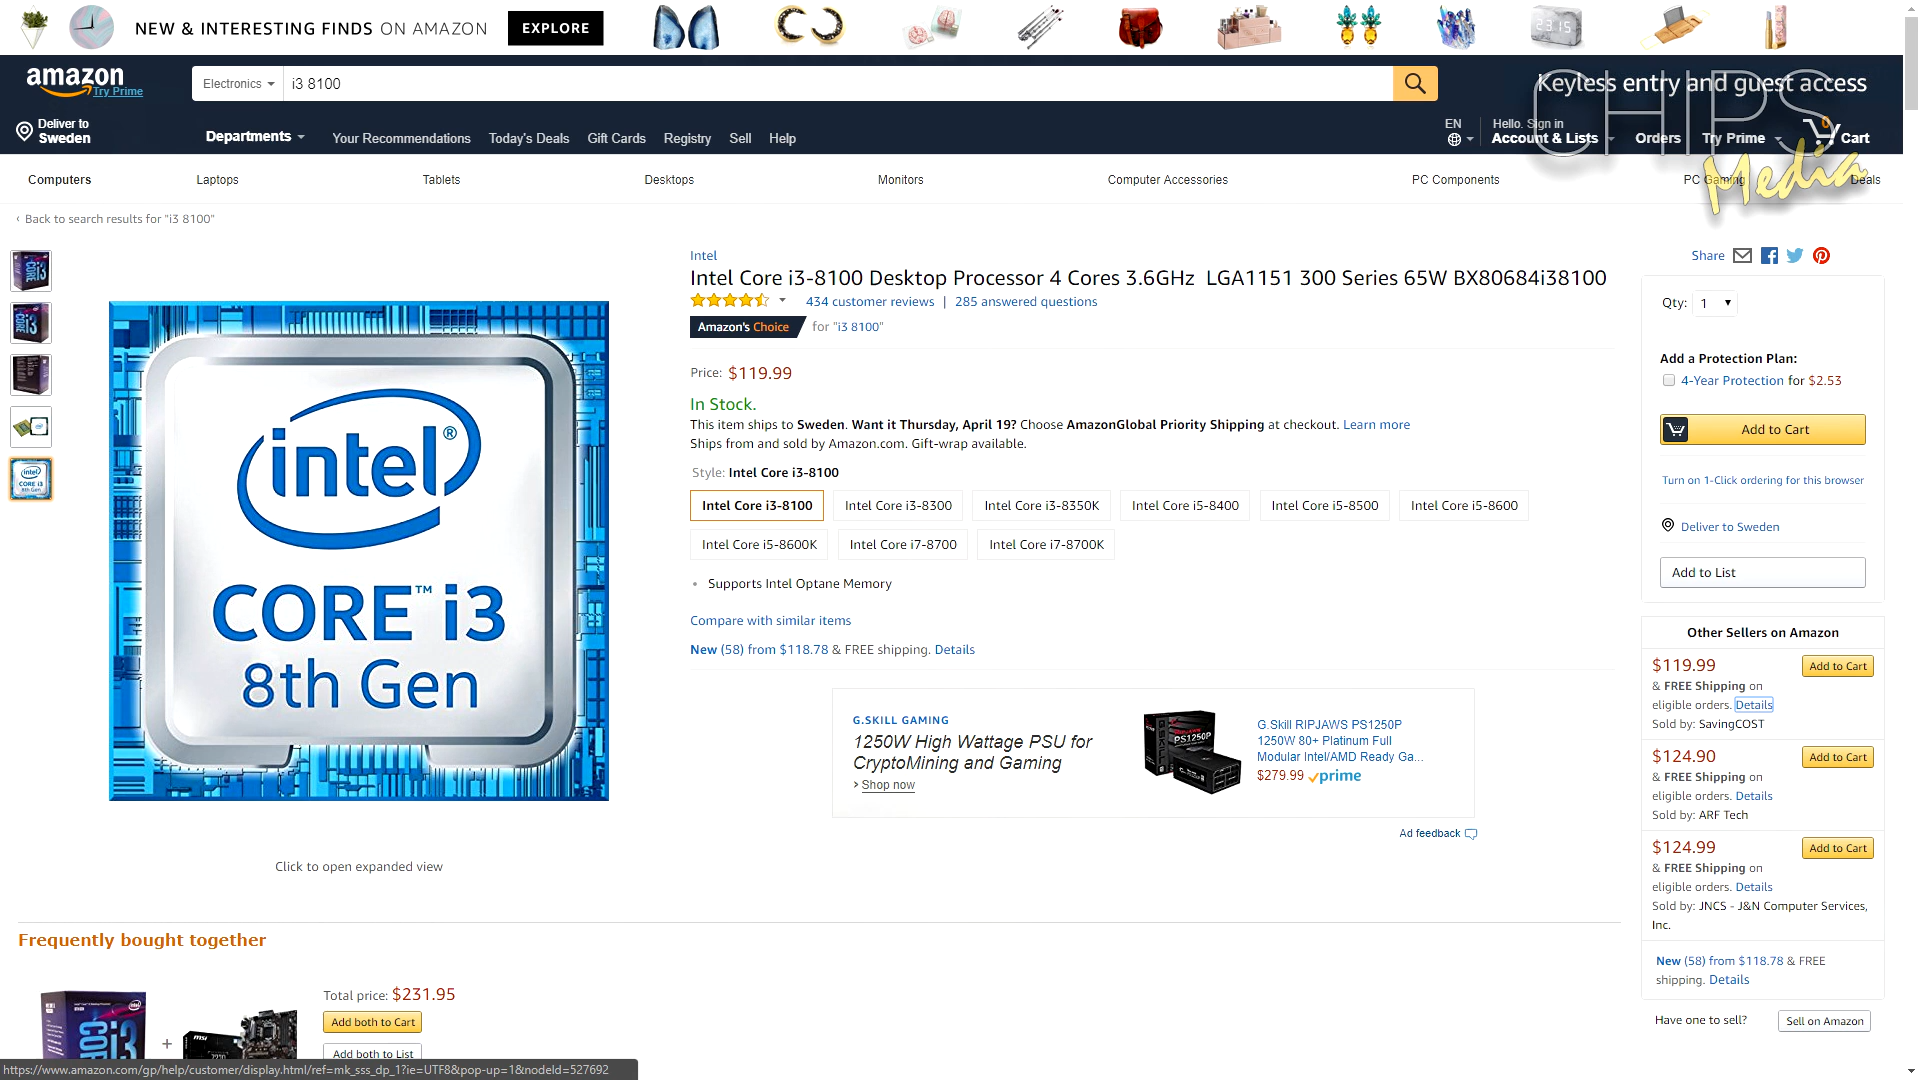 NEW & INTERESTING FINDS ON AMAZON EXPLORE
2315
amazon
Try Prime
Electronics
i3 8100
Keyless entry and guest access
CHIPS
Media
Deliver to
Sweden
Departments
Your Recommendations Today's Deals Gift Cards Registry Sell Help
EN
Hello. Sign in
Account & Lists
Orders
Try Prime
0
Cart
Computers Laptops Tablets Desktops Monitors Computer Accessories PC Components PC Gaming Deals
‹ Back to search results for "i3 8100"
Intel
Intel Core i3-8100 Desktop Processor 4 Cores 3.6GHz LGA1151 300 Series 65W BX80684i38100
434 customer reviews | 285 answered questions
Amazon's Choice for "i3 8100"
Price: $119.99
In Stock.
This item ships to Sweden. Want it Thursday, April 19? Choose AmazonGlobal Priority Shipping at checkout. Learn more
Ships from and sold by Amazon.com. Gift-wrap available.
Style: Intel Core i3-8100
Intel Core i3-8100 Intel Core i3-8300 Intel Core i3-8350K Intel Core i5-8400 Intel Core i5-8500 Intel Core i5-8600
Intel Core i5-8600K Intel Core i7-8700 Intel Core i7-8700K
• Supports Intel Optane Memory
Compare with similar items
New (58) from $118.78 & FREE shipping. Details
intel®
CORE™ i3
8th Gen
Click to open expanded view
G.SKILL GAMING
1250W High Wattage PSU for
CryptoMining and Gaming
› Shop now
PS1250P
G.Skill RIPJAWS PS1250P
1250W 80+ Platinum Full
Modular Intel/AMD Ready Ga...
$279.99 prime
Ad feedback
Share
Qty: 1
Add a Protection Plan:
4-Year Protection for $2.53
Add to Cart
Turn on 1-Click ordering for this browser
Deliver to Sweden
Add to List
Other Sellers on Amazon
$119.99 Add to Cart
& FREE Shipping on
eligible orders. Details
Sold by: SavingCOST
$124.90 Add to Cart
& FREE Shipping on
eligible orders. Details
Sold by: ARF Tech
$124.99 Add to Cart
& FREE Shipping on
eligible orders. Details
Sold by: JNCS - J&N Computer Services,
Inc.
New (58) from $118.78 & FREE
shipping. Details
Have one to sell? Sell on Amazon
Frequently bought together
Total price: $231.95
Add both to Cart
Add both to List
+
msi
https://www.amazon.com/gp/help/customer/display.html/ref=mk_sss_dp_1?ie=UTF8&pop-up=1&nodeId=527692